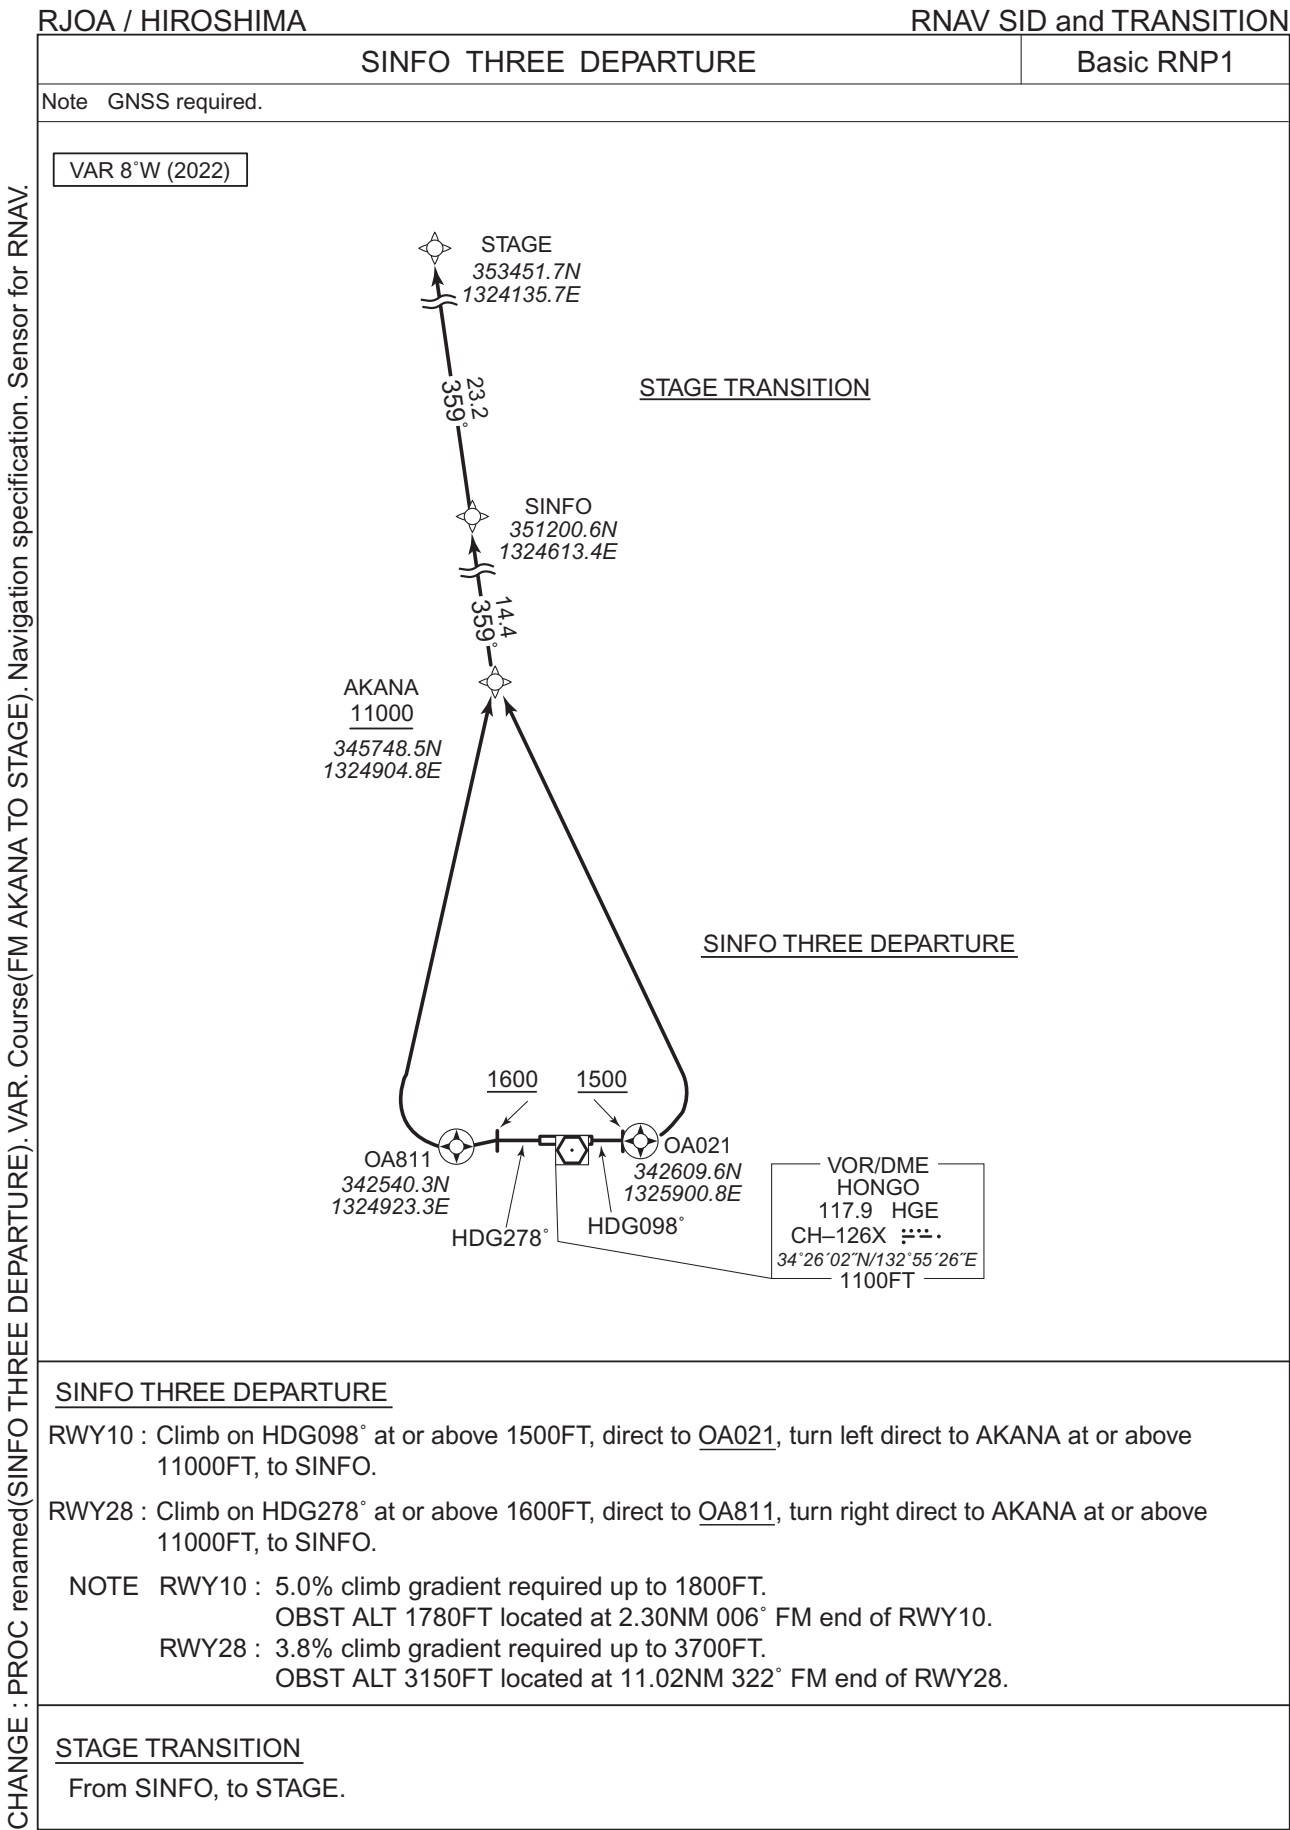 RJOA / HIROSHIMA
RNAV SID and TRANSITION
SINFO THREE DEPARTURE
Basic RNP1
Note GNSS required.
VAR 8˚W (2022)
STAGE
353451.7N
1324135.7E
23.2
359˚
STAGE TRANSITION
SINFO
351200.6N
1324613.4E
14.4
359˚
AKANA
11000
345748.5N
1324904.8E
SINFO THREE DEPARTURE
1600
1500
OA811
342540.3N
1324923.3E
OA021
342609.6N
1325900.8E
HDG278˚
HDG098˚
VOR/DME
HONGO
117.9 HGE
CH–126X
34˚26´02˝N/132˚55´26˝E
1100FT
SINFO THREE DEPARTURE
RWY10 : Climb on HDG098˚ at or above 1500FT, direct to OA021, turn left direct to AKANA at or above
11000FT, to SINFO.
RWY28 : Climb on HDG278˚ at or above 1600FT, direct to OA811, turn right direct to AKANA at or above
11000FT, to SINFO.
NOTE RWY10 : 5.0% climb gradient required up to 1800FT.
OBST ALT 1780FT located at 2.30NM 006˚ FM end of RWY10.
RWY28 : 3.8% climb gradient required up to 3700FT.
OBST ALT 3150FT located at 11.02NM 322˚ FM end of RWY28.
STAGE TRANSITION
From SINFO, to STAGE.
CHANGE : PROC renamed(SINFO THREE DEPARTURE). VAR. Course(FM AKANA TO STAGE). Navigation specification. Sensor for RNAV.